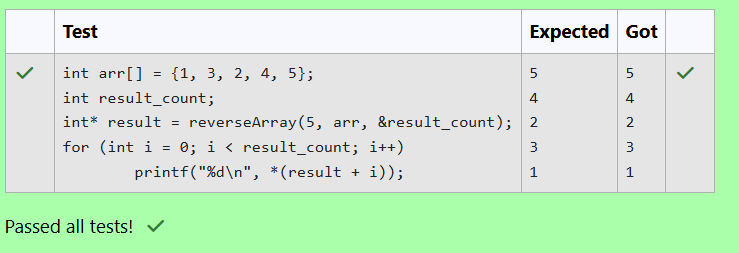 Test Expected Got
int arr[] = {1, 3, 2, 4, 5}; 5 5
int result_count; 4 4
int* result = reverseArray(5, arr, &result_count); 2 2
for (int i = 0; i < result_count; i++) 3 3
printf("%d\n", *(result + i)); 1 1
Passed all tests!